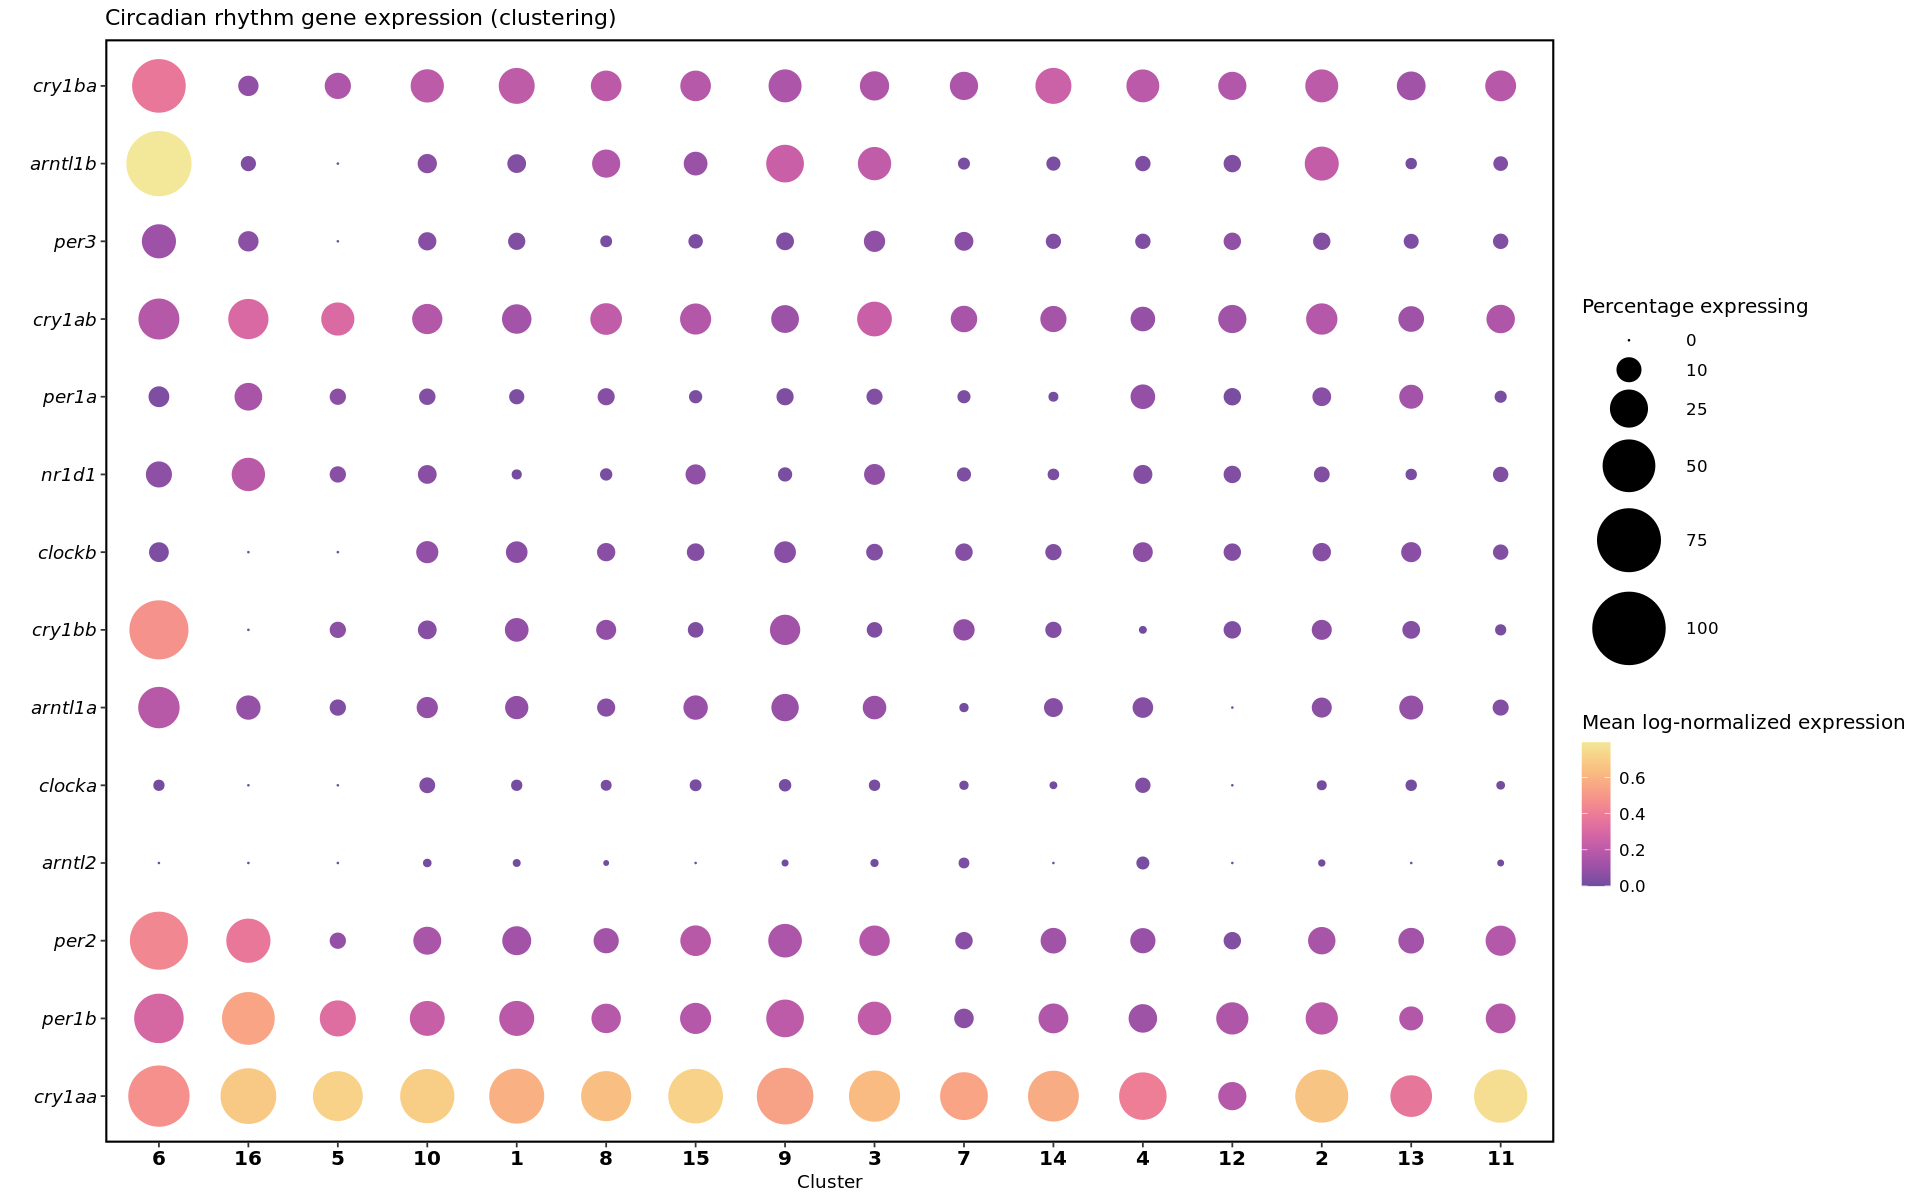 Circadian rhythm gene expression (clustering)
cry1ba
arntl1b
per3
cry1ab
per1a
nr1d1
clockb
cry1bb
arntl1a
clocka
arntl2
per2
per1b
cry1aa
6 16 5 10 1 8 15 9 3 7 14 4 12 2 13 11
Cluster
Percentage expressing
0
10
25
50
75
100
Mean log-normalized expression
0.6
0.4
0.2
0.0